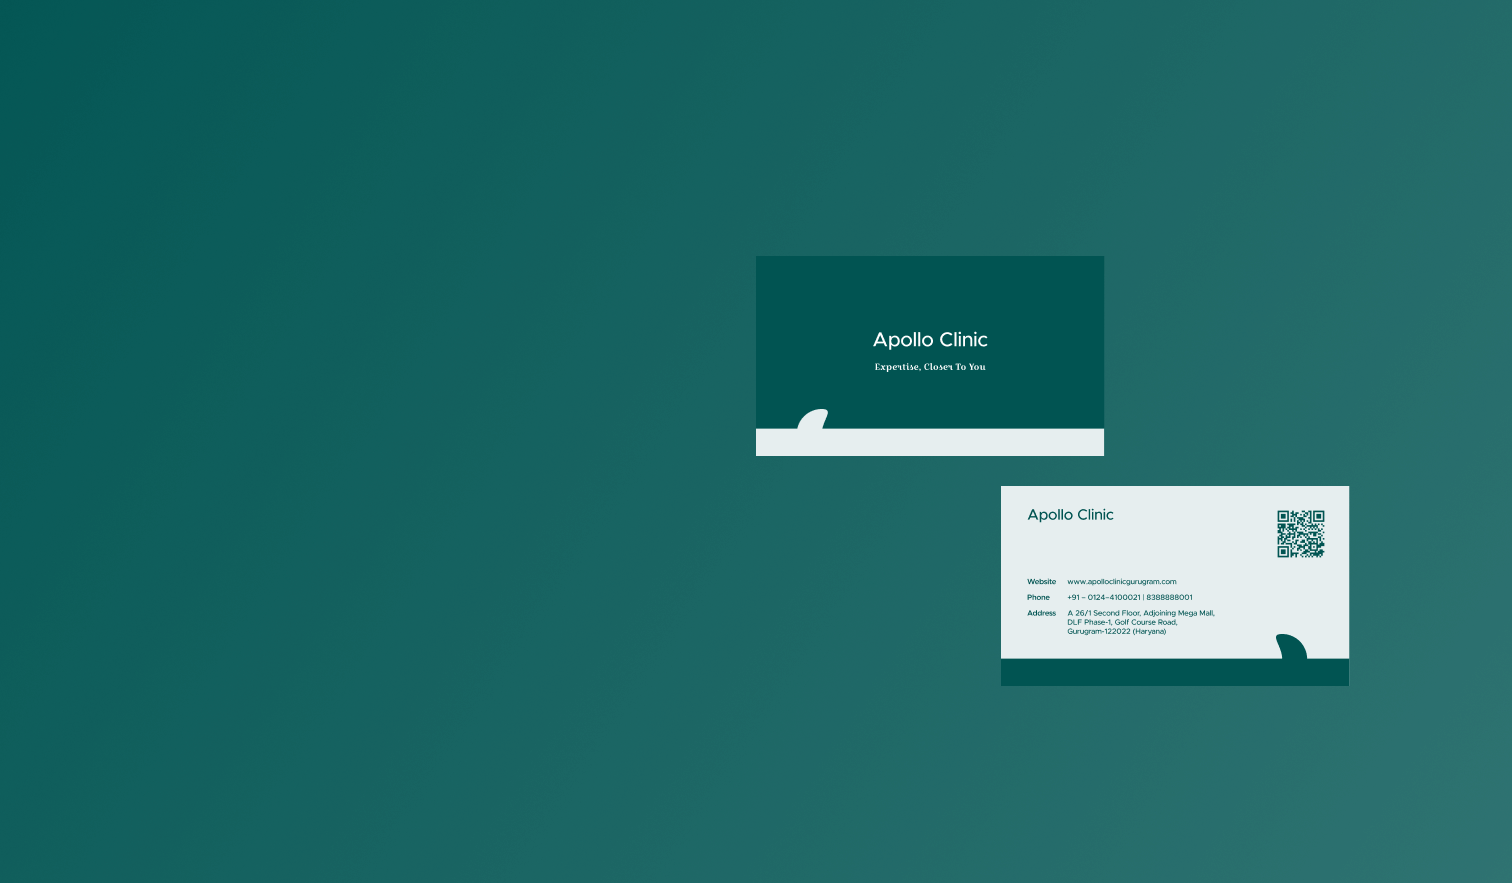 Apollo Clinic
Expertise, Closer To You
Apollo Clinic
Website www.apolloclinicgurugram.com
Phone +91 – 0124–4100021 | 8388888001
Address A 26/1 Second Floor, Adjoining Mega Mall,
DLF Phase-1, Golf Course Road,
Gurugram-122022 (Haryana)